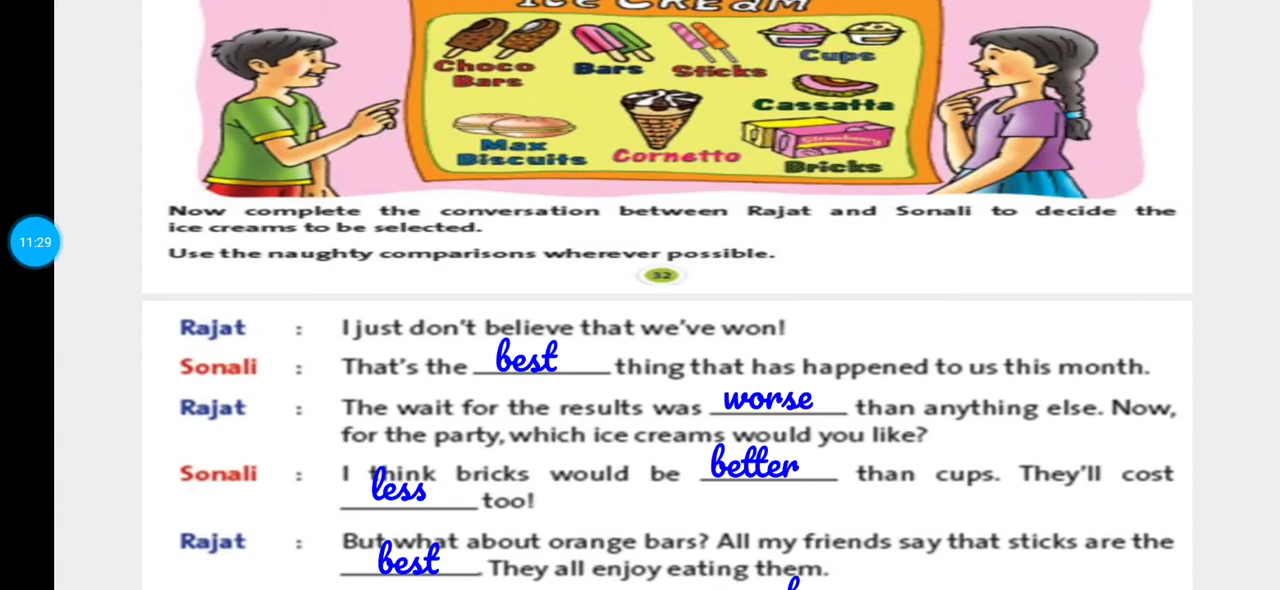 ICE CREAM
Choco Bars Bars Sticks Cups
Cassatta
Max Biscuits Cornetto Bricks
Now complete the conversation between Rajat and Sonali to decide the
ice creams to be selected.
11:29
Use the naughty comparisons wherever possible.
32
Rajat : I just don't believe that we've won!
Sonali : That's the best thing that has happened to us this month.
Rajat : The wait for the results was worse than anything else. Now,
for the party, which ice creams would you like?
Sonali : I think bricks would be better than cups. They'll cost
less too!
Rajat : But what about orange bars? All my friends say that sticks are the
best. They all enjoy eating them.